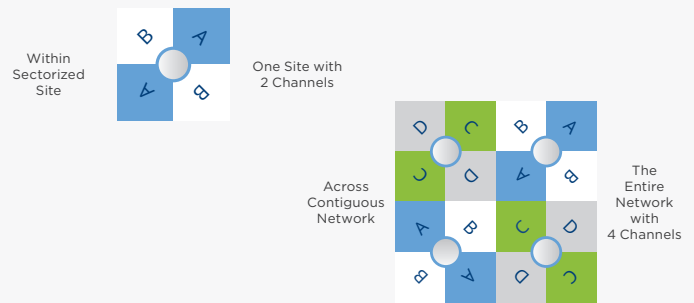 Within
Sectorized
Site
B A
A B
One Site with
2 Channels
Across
Contiguous
Network
D C B A
C D A B
A B C D
B A D C
The
Entire
Network
with
4 Channels